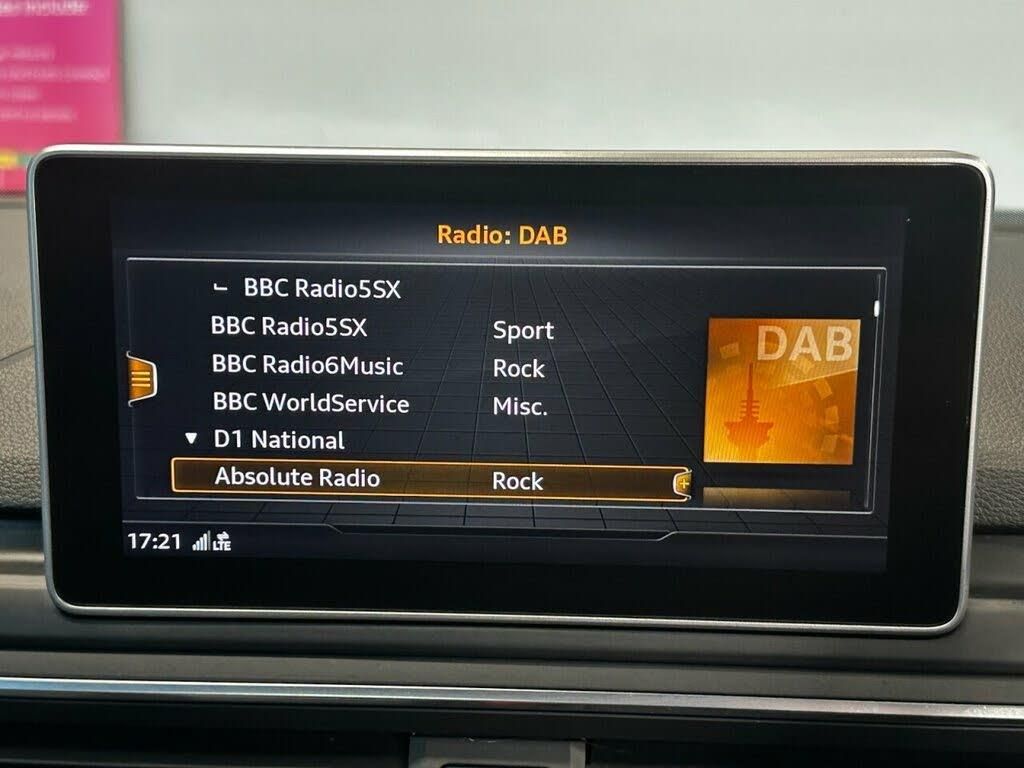 Radio: DAB
BBC Radio5SX
BBC Radio5SX Sport
BBC Radio6Music Rock
BBC WorldService Misc.
D1 National
Absolute Radio Rock
DAB
17:21 LTE